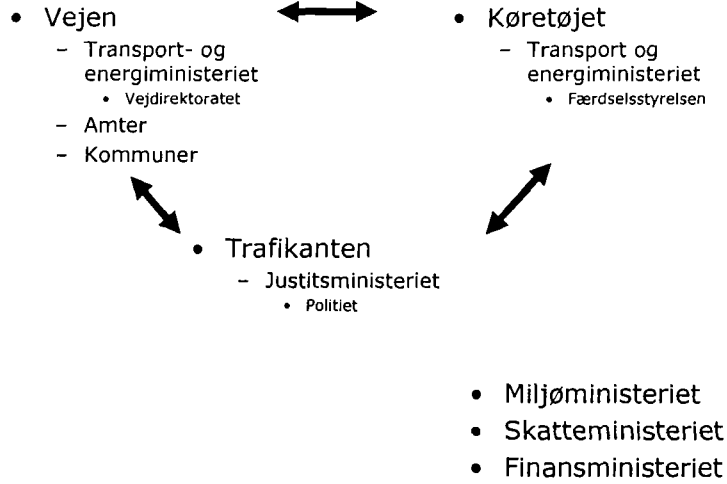 • Vejen
– Transport- og
energiministeriet
• Vejdirektoratet
– Amter
– Kommuner
• Køretøjet
– Transport og
energiministeriet
• Færdselsstyrelsen
• Trafikanten
– Justitsministeriet
• Politiet
• Miljøministeriet
• Skatteministeriet
• Finansministeriet